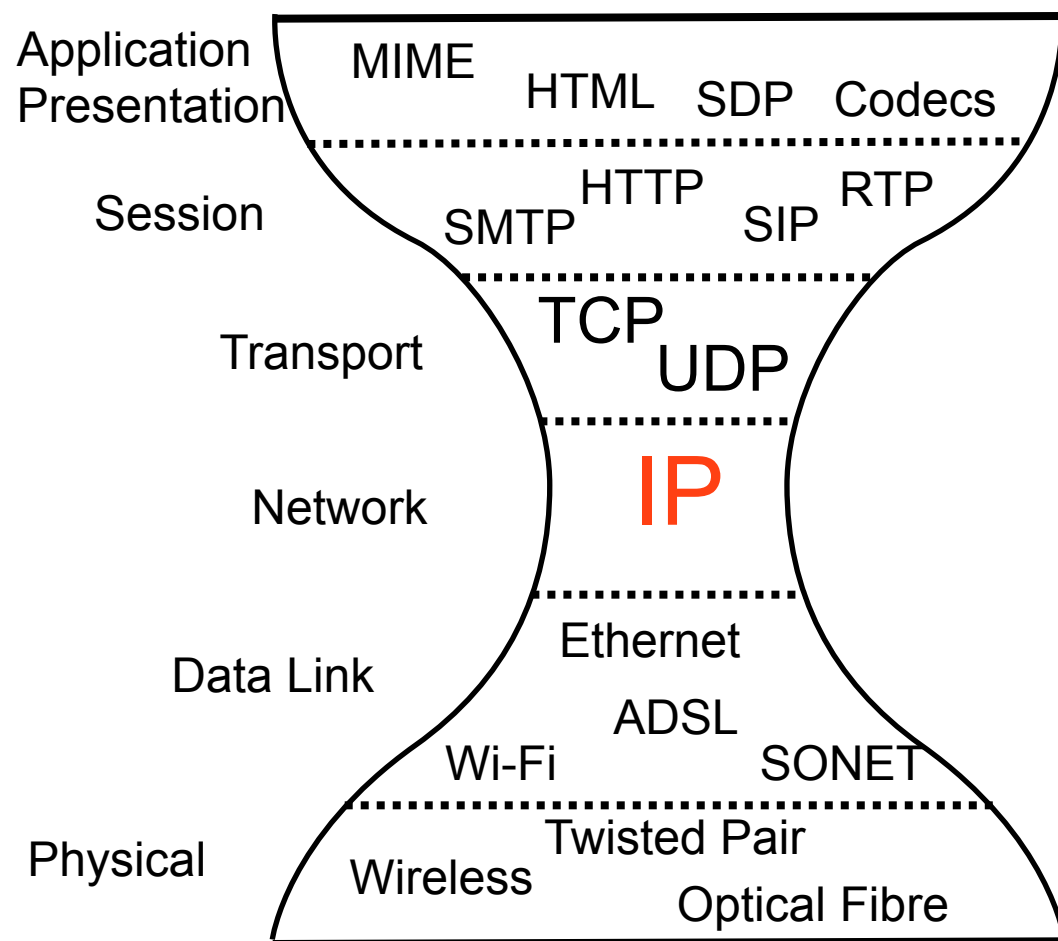 Application
Presentation
MIME
HTML
SDP
Codecs
Session
SMTP
HTTP
SIP
RTP
Transport
TCP
UDP
Network
IP
Data Link
Ethernet
ADSL
Wi-Fi
SONET
Physical
Twisted Pair
Wireless
Optical Fibre